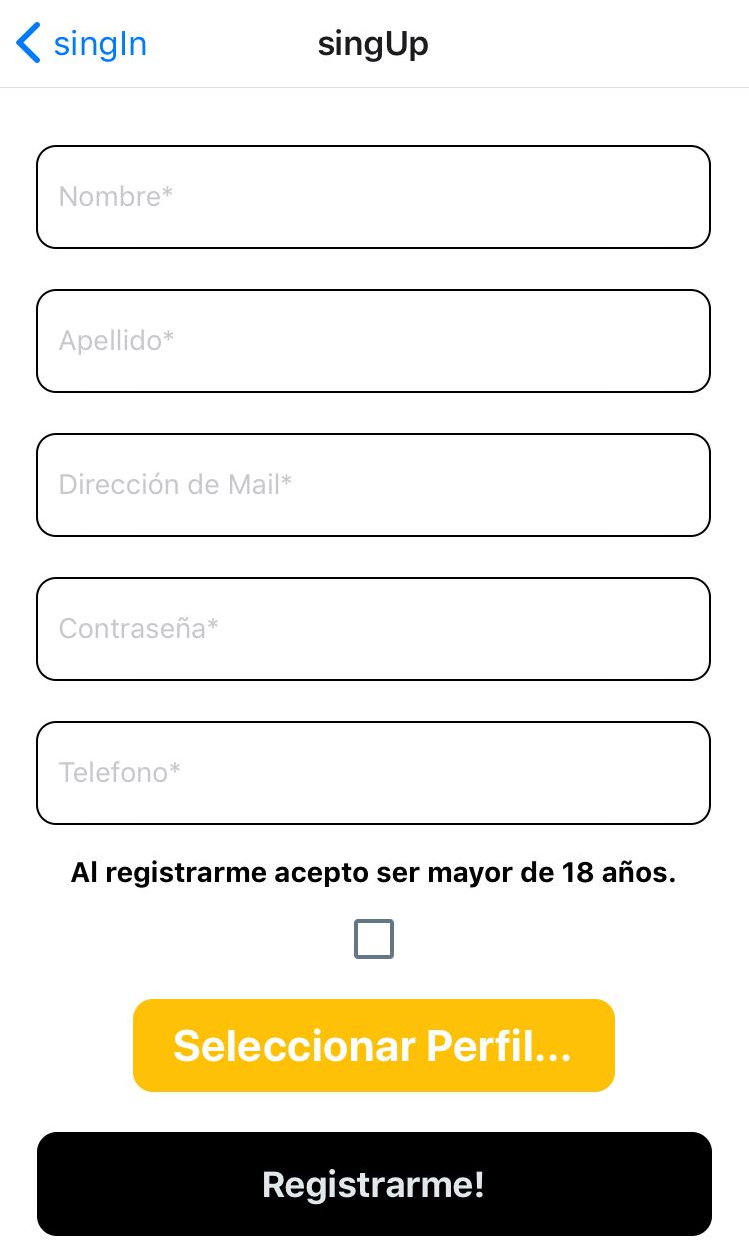 singIn
singUp
Nombre*
Apellido*
Dirección de Mail*
Contraseña*
Telefono*
Al registrarme acepto ser mayor de 18 años.
Seleccionar Perfil...
Registrarme!